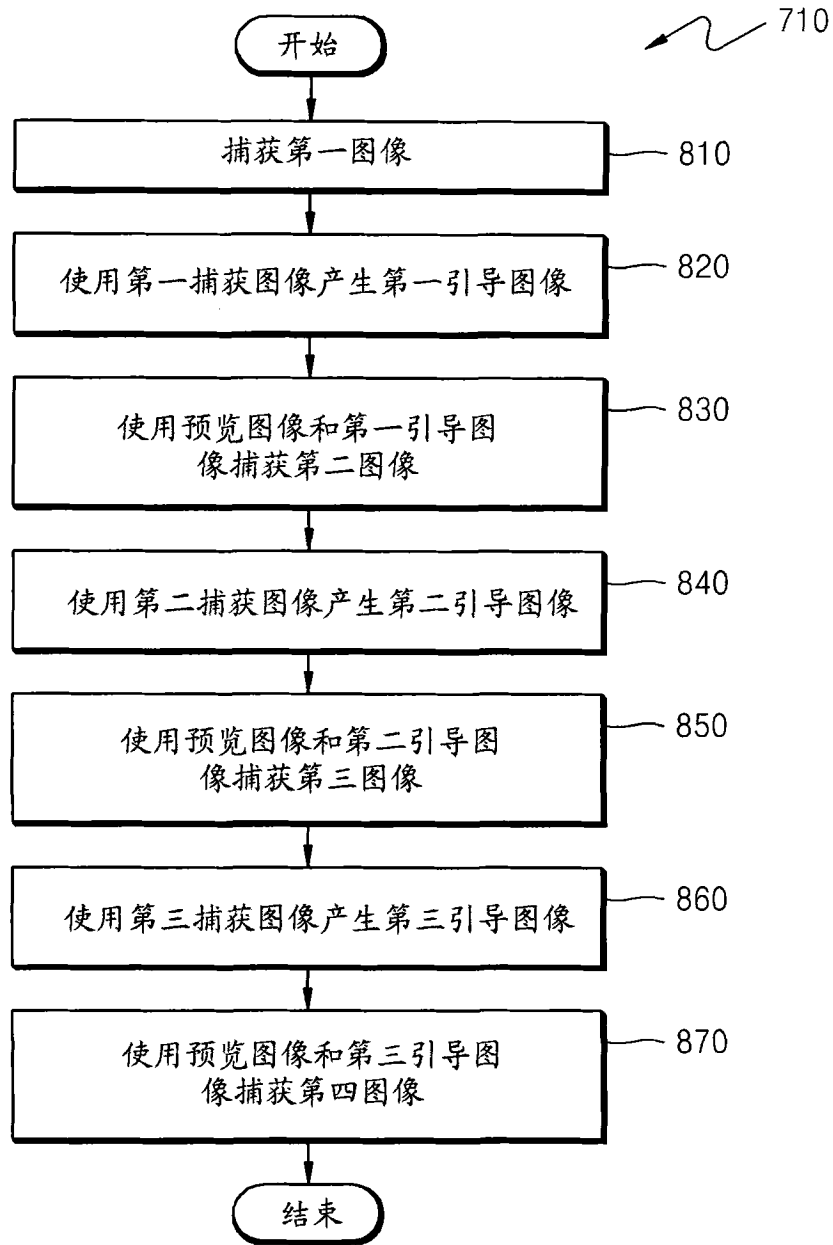 710
开始
捕获第一图像
810
使用第一捕获图像产生第一引导图像
820
使用预览图像和第一引导图
像捕获第二图像
830
使用第二捕获图像产生第二引导图像
840
使用预览图像和第二引导图
像捕获第三图像
850
使用第三捕获图像产生第三引导图像
860
使用预览图像和第三引导图
像捕获第四图像
870
结束